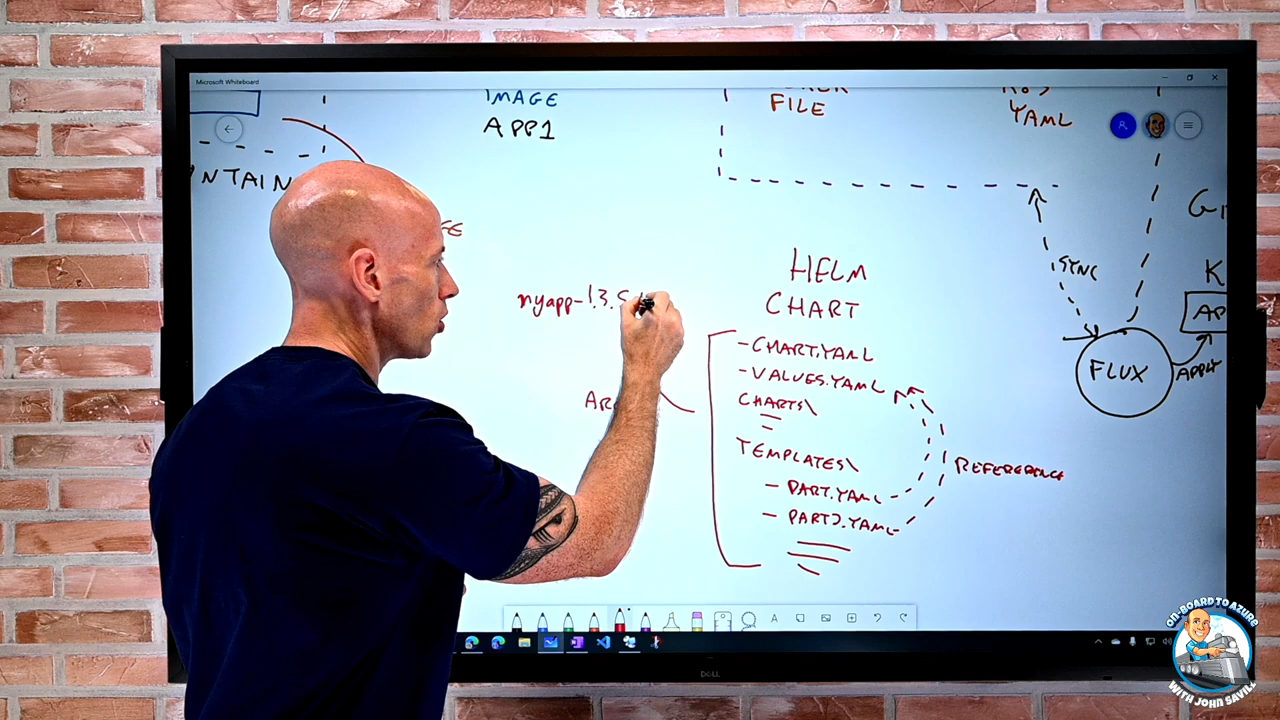 Microsoft Whiteboard
IMAGE
APP1
FILE
YAML
NTAIN
HELM
CHART
myapp-1.3.5
-CHART.YAML
-VALUES.YAML
CHARTS\
TEMPLATES\
- PART.YAML
- PART2.YAML
REFERENCE
SYNC
FLUX
APPLY
K
AP
DELL
ON-BOARD TO AZURE
WITH JOHN SAVILL